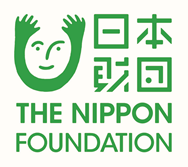 日本
財団
THE NIPPON
FOUNDATION